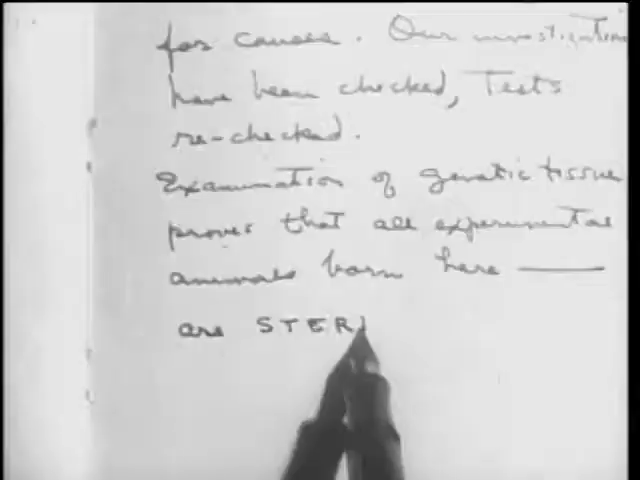 for causes. Our investigations
have been checked, Tests
re-checked.
Examination of genetic tissue
proves that all experimental
animals born here ———
are STERI